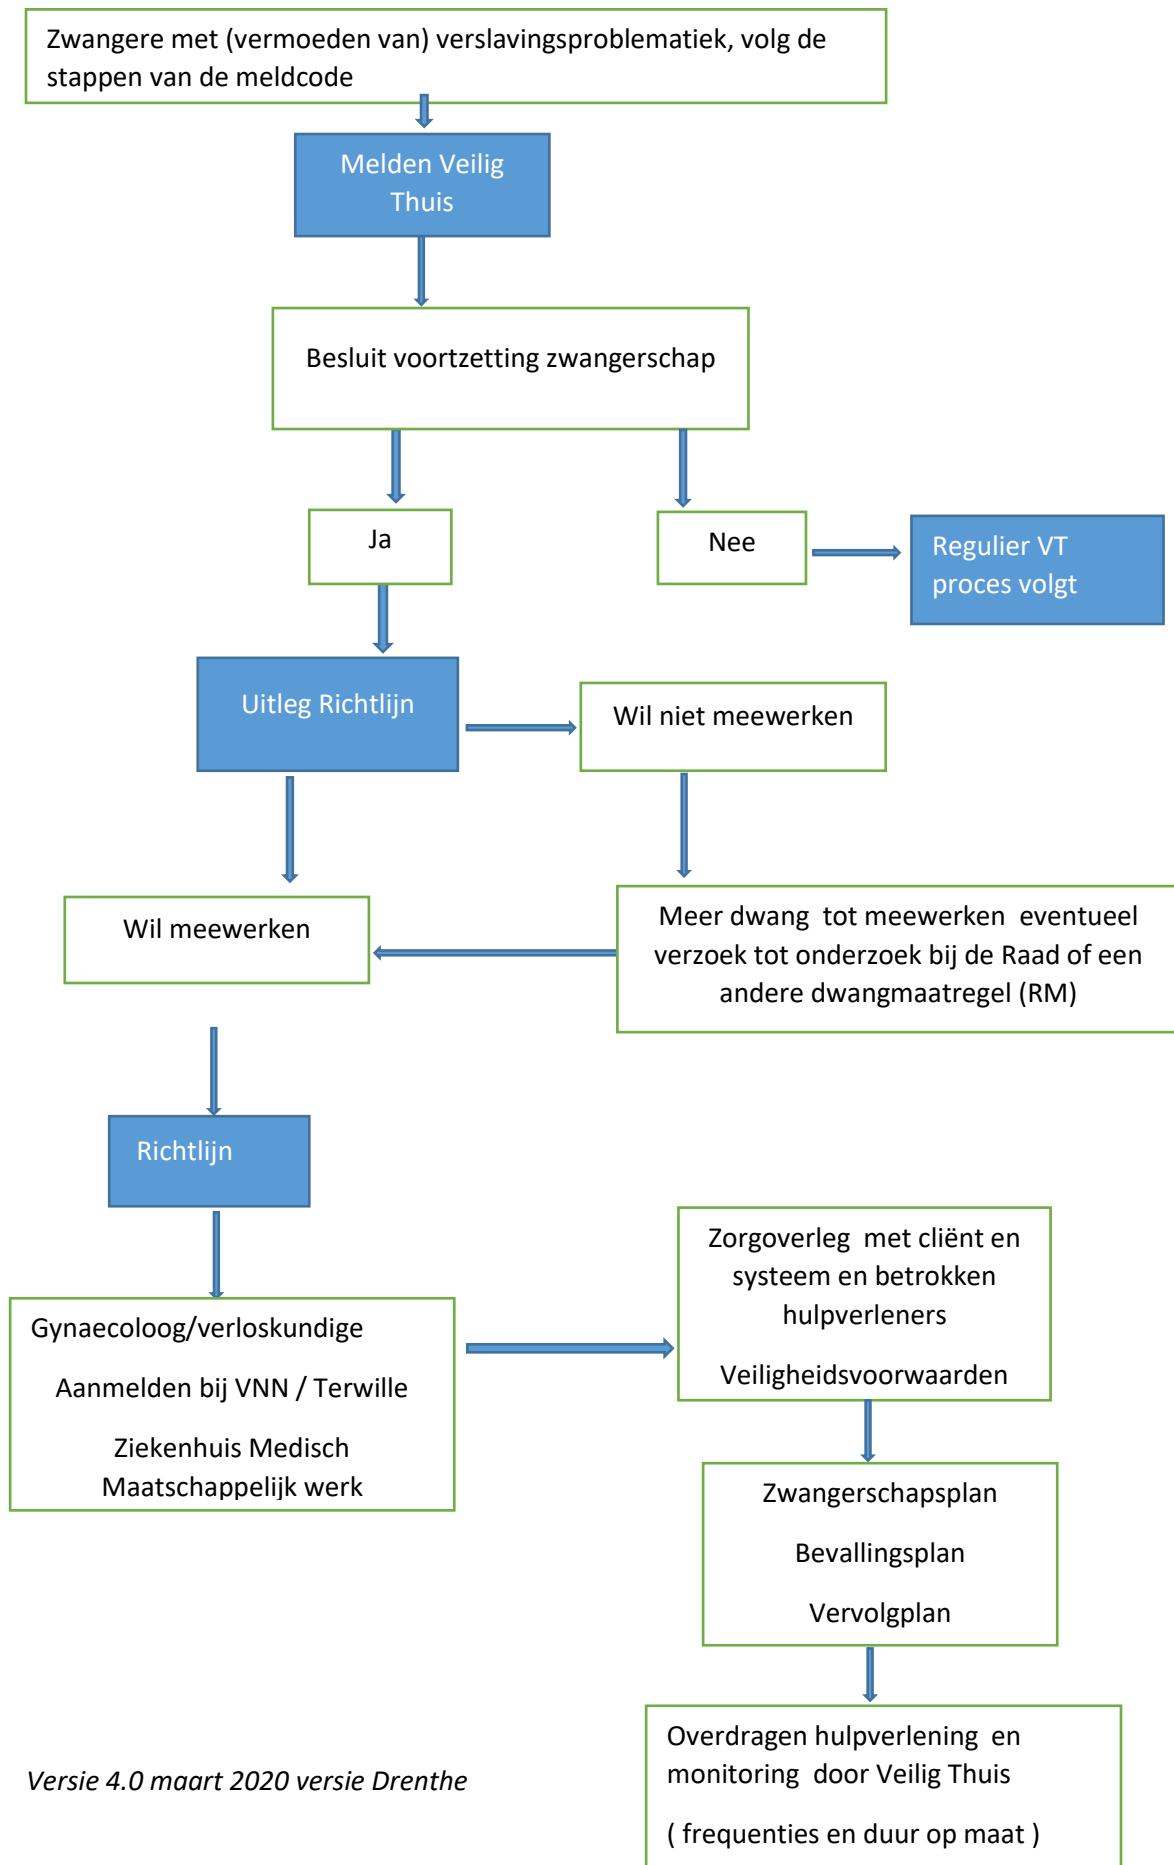 Zwangere met (vermoeden van) verslavingsproblematiek, volg de
stappen van de meldcode
Melden Veilig
Thuis
Besluit voortzetting zwangerschap
Ja
Nee
Regulier VT
proces volgt
Uitleg Richtlijn
Wil niet meewerken
Wil meewerken
Meer dwang tot meewerken eventueel
verzoek tot onderzoek bij de Raad of een
andere dwangmaatregel (RM)
Richtlijn
Gynaecoloog/verloskundige
Aanmelden bij VNN / Terwille
Ziekenhuis Medisch
Maatschappelijk werk
Zorgoverleg met cliënt en
systeem en betrokken
hulpverleners
Veiligheidsvoorwaarden
Zwangerschapsplan
Bevallingsplan
Vervolgplan
Overdragen hulpverlening en
monitoring door Veilig Thuis
( frequenties en duur op maat )
Versie 4.0 maart 2020 versie Drenthe